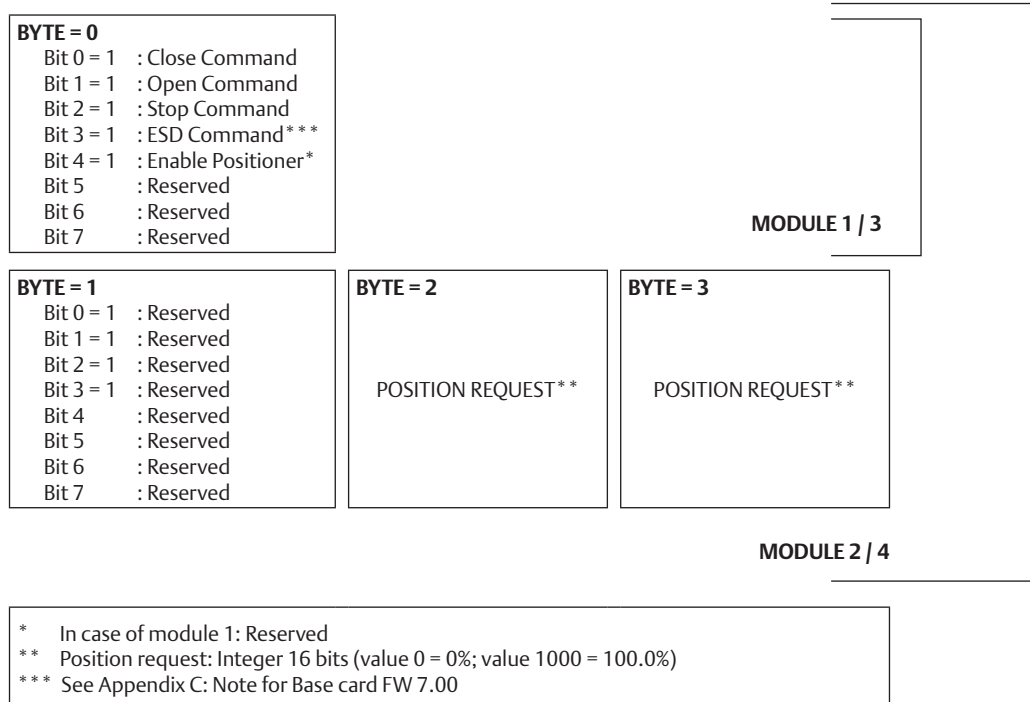 BYTE = 0
Bit 0 = 1 : Close Command
Bit 1 = 1 : Open Command
Bit 2 = 1 : Stop Command
Bit 3 = 1 : ESD Command***
Bit 4 = 1 : Enable Positioner*
Bit 5 : Reserved
Bit 6 : Reserved
Bit 7 : Reserved
MODULE 1 / 3
BYTE = 1
Bit 0 = 1 : Reserved
Bit 1 = 1 : Reserved
Bit 2 = 1 : Reserved
Bit 3 = 1 : Reserved
Bit 4 : Reserved
Bit 5 : Reserved
Bit 6 : Reserved
Bit 7 : Reserved
BYTE = 2
POSITION REQUEST**
BYTE = 3
POSITION REQUEST**
MODULE 2 / 4
* In case of module 1: Reserved
** Position request: Integer 16 bits (value 0 = 0%; value 1000 = 100.0%)
*** See Appendix C: Note for Base card FW 7.00